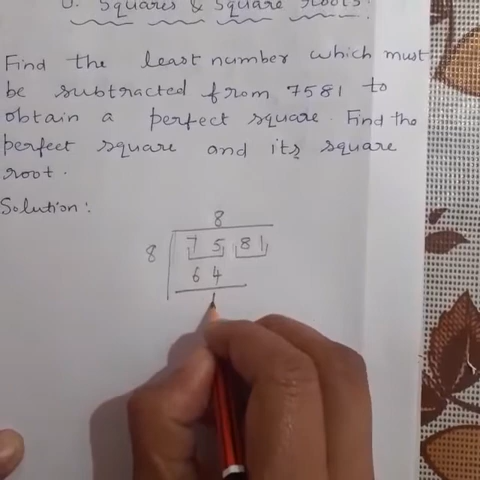 Squares & Square roots:
Find the least number which must
be subtracted from 7581 to
obtain a perfect square. Find the
perfect square and its square
root.
Solution:
8
8 7 5 8 1
6 4
1